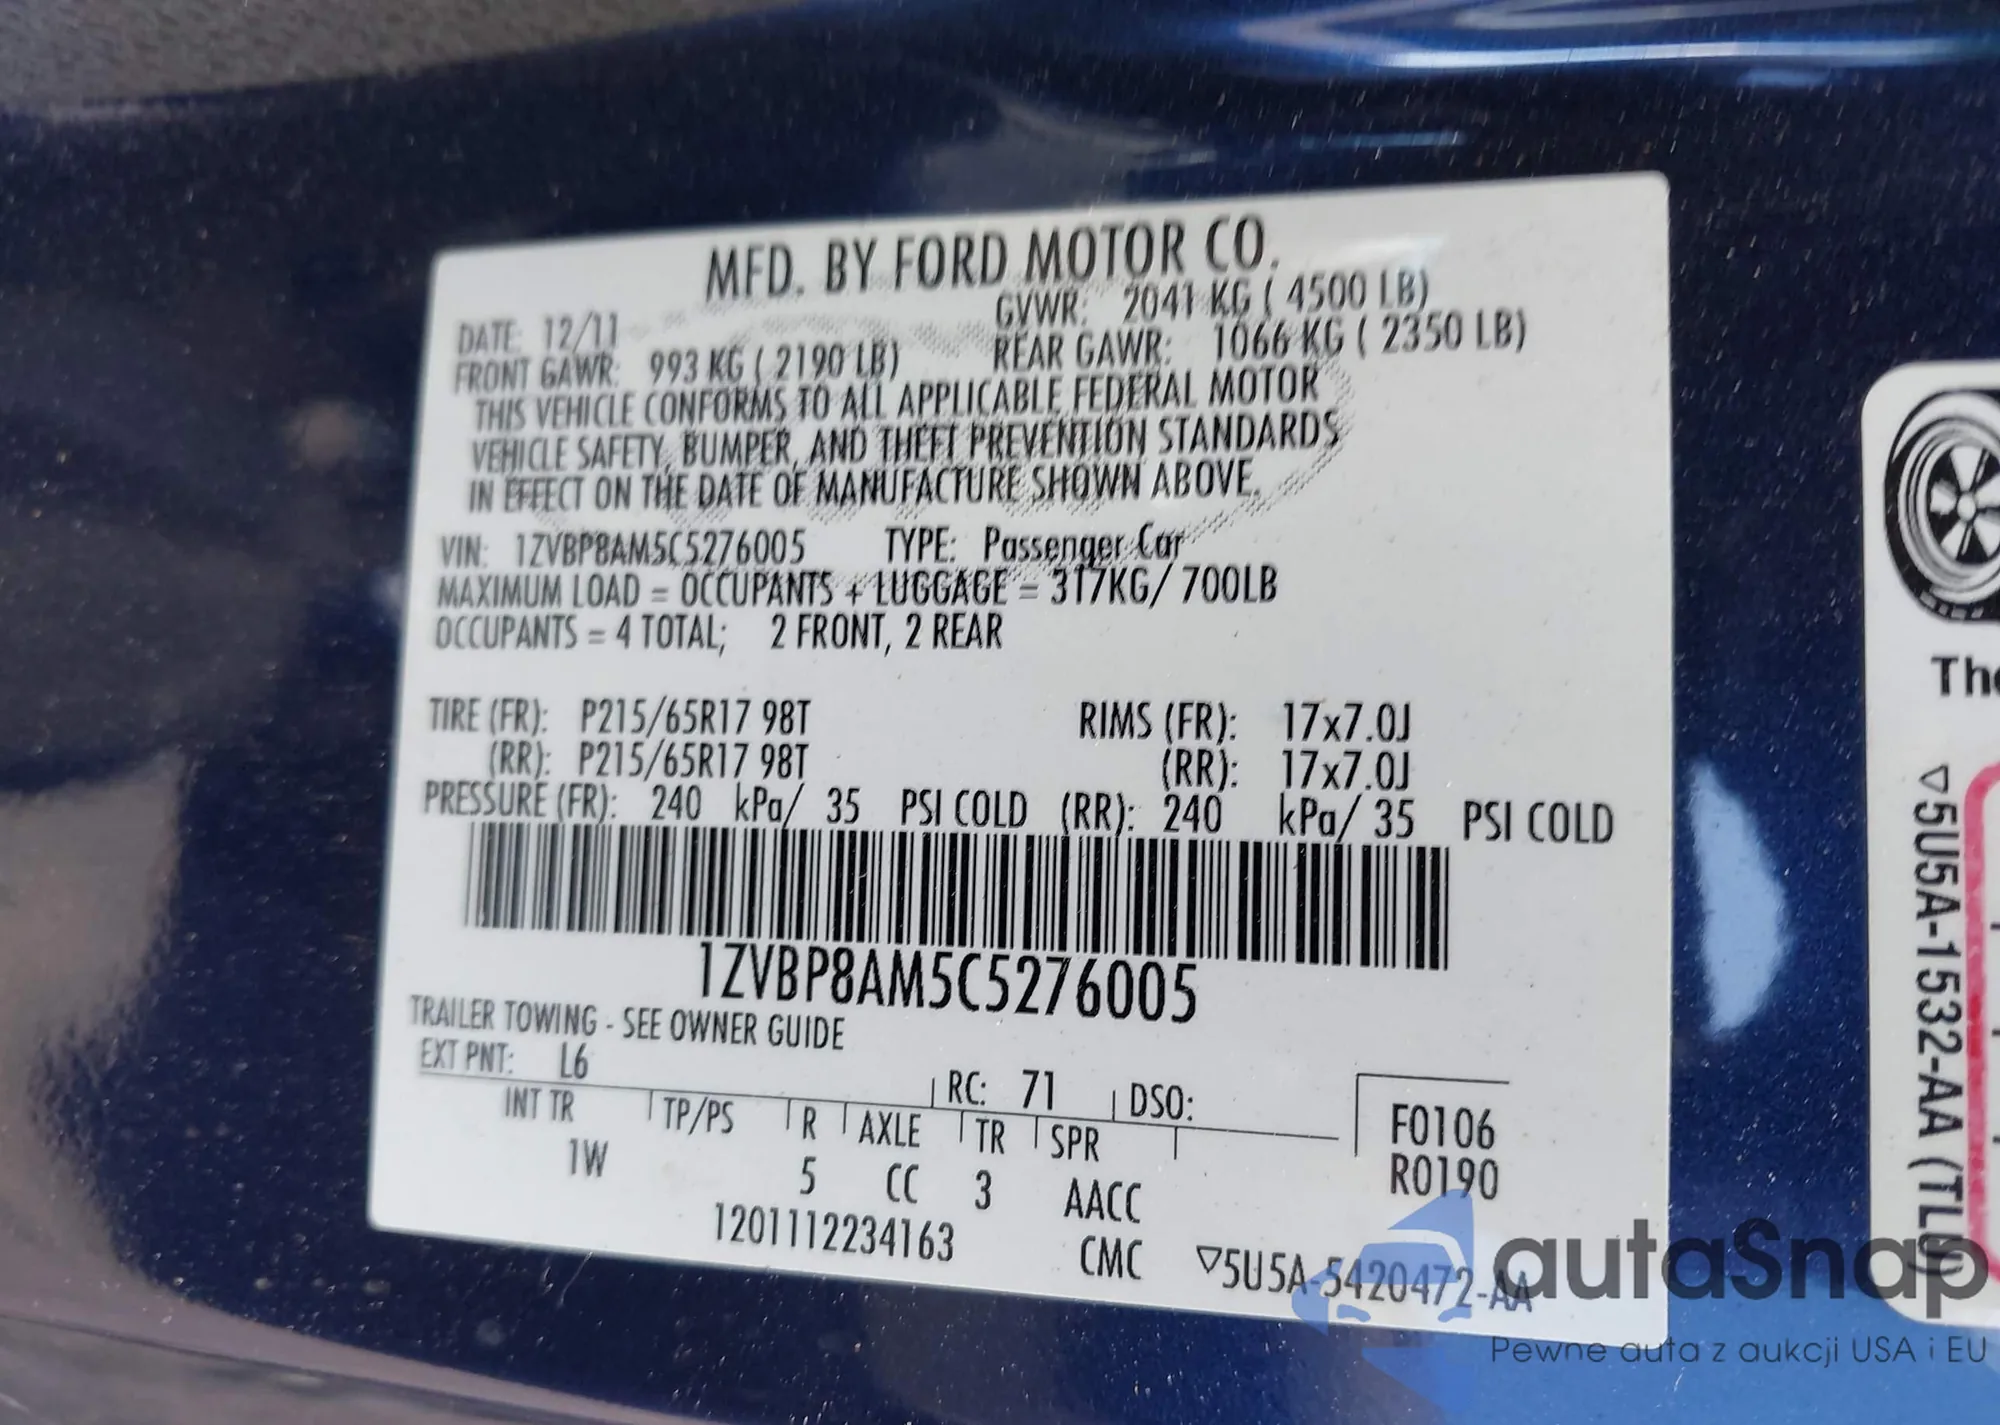 MFD. BY FORD MOTOR CO.
DATE: 12/11 GVWR: 2041 KG ( 4500 LB)
FRONT GAWR: 993 KG ( 2190 LB) REAR GAWR: 1066 KG ( 2350 LB)
THIS VEHICLE CONFORMS TO ALL APPLICABLE FEDERAL MOTOR
VEHICLE SAFETY, BUMPER, AND THEFT PREVENTION STANDARDS
IN EFFECT ON THE DATE OF MANUFACTURE SHOWN ABOVE.
VIN: 1ZVBP8AM5C5276005 TYPE: Passenger Car
MAXIMUM LOAD = OCCUPANTS + LUGGAGE = 317KG/ 700LB
OCCUPANTS = 4 TOTAL; 2 FRONT, 2 REAR
TIRE (FR): P215/65R17 98T RIMS (FR): 17x7.0J
(RR): P215/65R17 98T (RR): 17x7.0J
PRESSURE (FR): 240 kPa/ 35 PSI COLD (RR): 240 kPa/ 35 PSI COLD
1ZVBP8AM5C5276005
TRAILER TOWING - SEE OWNER GUIDE
EXT PNT: L6 RC: 71 DSO:
INT TR TP/PS R AXLE TR SPR F0106
1W 5 CC 3 AACC R0190
1201112234163 CMC ▽5U5A-5420472-AA
The
▽5U5A-1532-AA (TLU)
autaSnap
Pewne auta z aukcji USA i EU